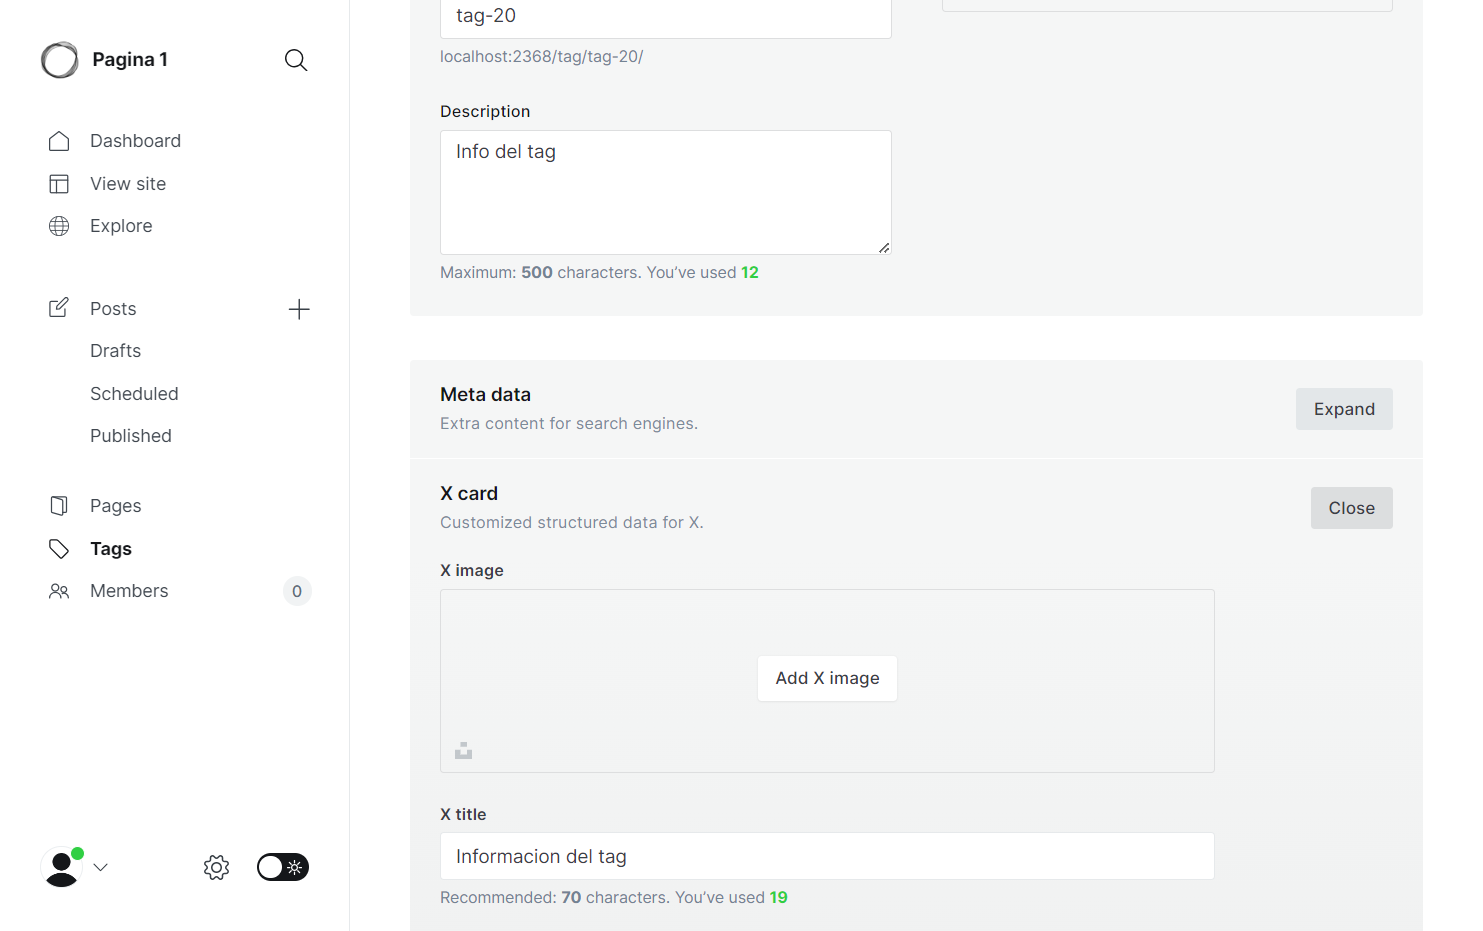 Pagina 1
Dashboard
View site
Explore
Posts
Drafts
Scheduled
Published
Pages
Tags
Members
0
tag-20
localhost:2368/tag/tag-20/
Description
Info del tag
Maximum: 500 characters. You’ve used 12
Meta data
Extra content for search engines.
Expand
X card
Customized structured data for X.
Close
X image
Add X image
X title
Informacion del tag
Recommended: 70 characters. You’ve used 19